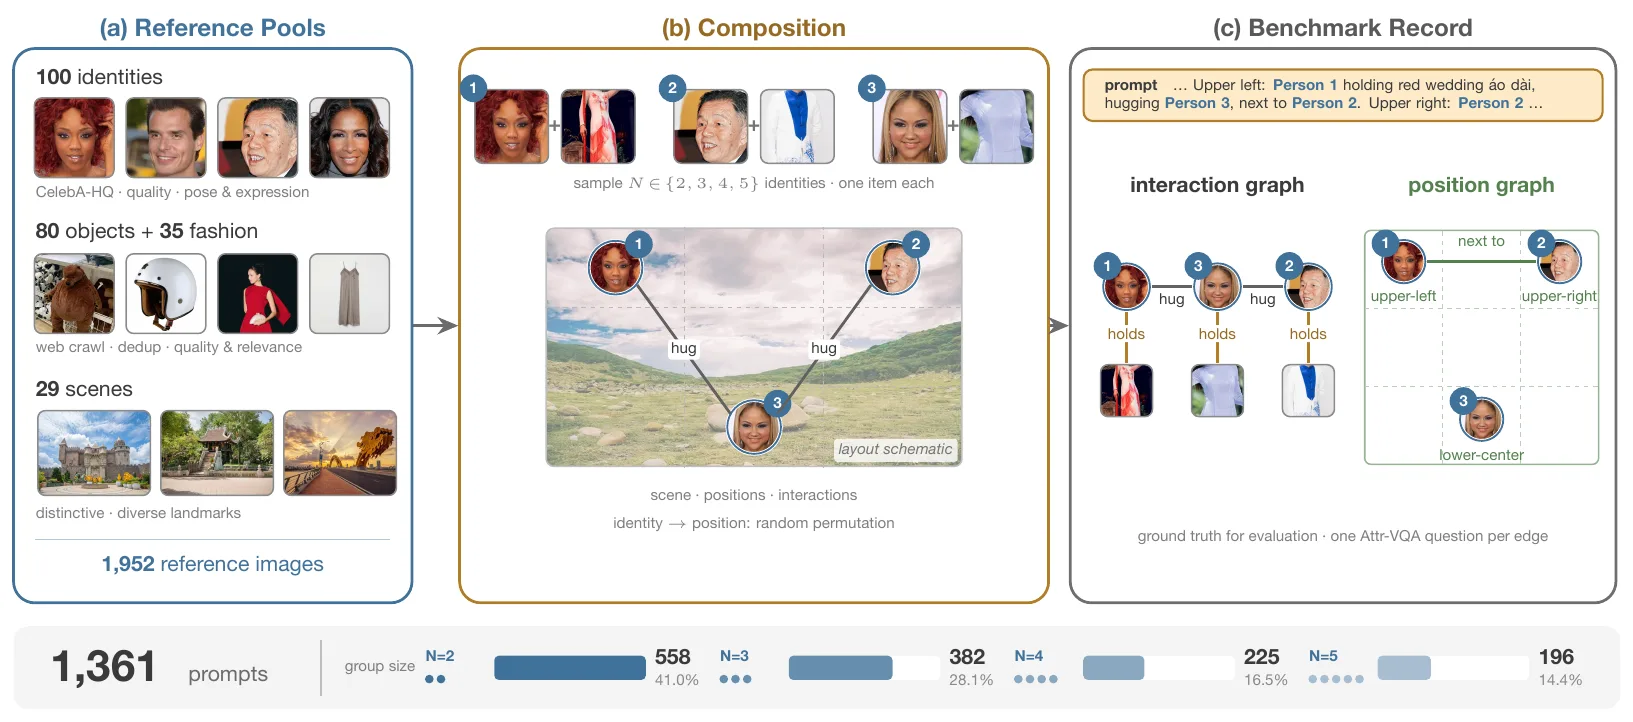 (a) Reference Pools
100 identities
CelebA-HQ · quality · pose & expression
80 objects + 35 fashion
web crawl · dedup · quality & relevance
29 scenes
distinctive · diverse landmarks
1,952 reference images
(b) Composition
1
+
2
+
3
+
sample N ∈ {2, 3, 4, 5} identities · one item each
1
2
hug
hug
3
layout schematic
scene · positions · interactions
identity → position: random permutation
(c) Benchmark Record
prompt … Upper left: Person 1 holding red wedding áo dài,
hugging Person 3, next to Person 2. Upper right: Person 2 …
interaction graph
1
3
2
hug
hug
holds
holds
holds
position graph
1
next to
2
upper-left
upper-right
3
lower-center
ground truth for evaluation · one Attr-VQA question per edge
1,361 prompts
group size
N=2
558
41.0%
N=3
382
28.1%
N=4
225
16.5%
N=5
196
14.4%